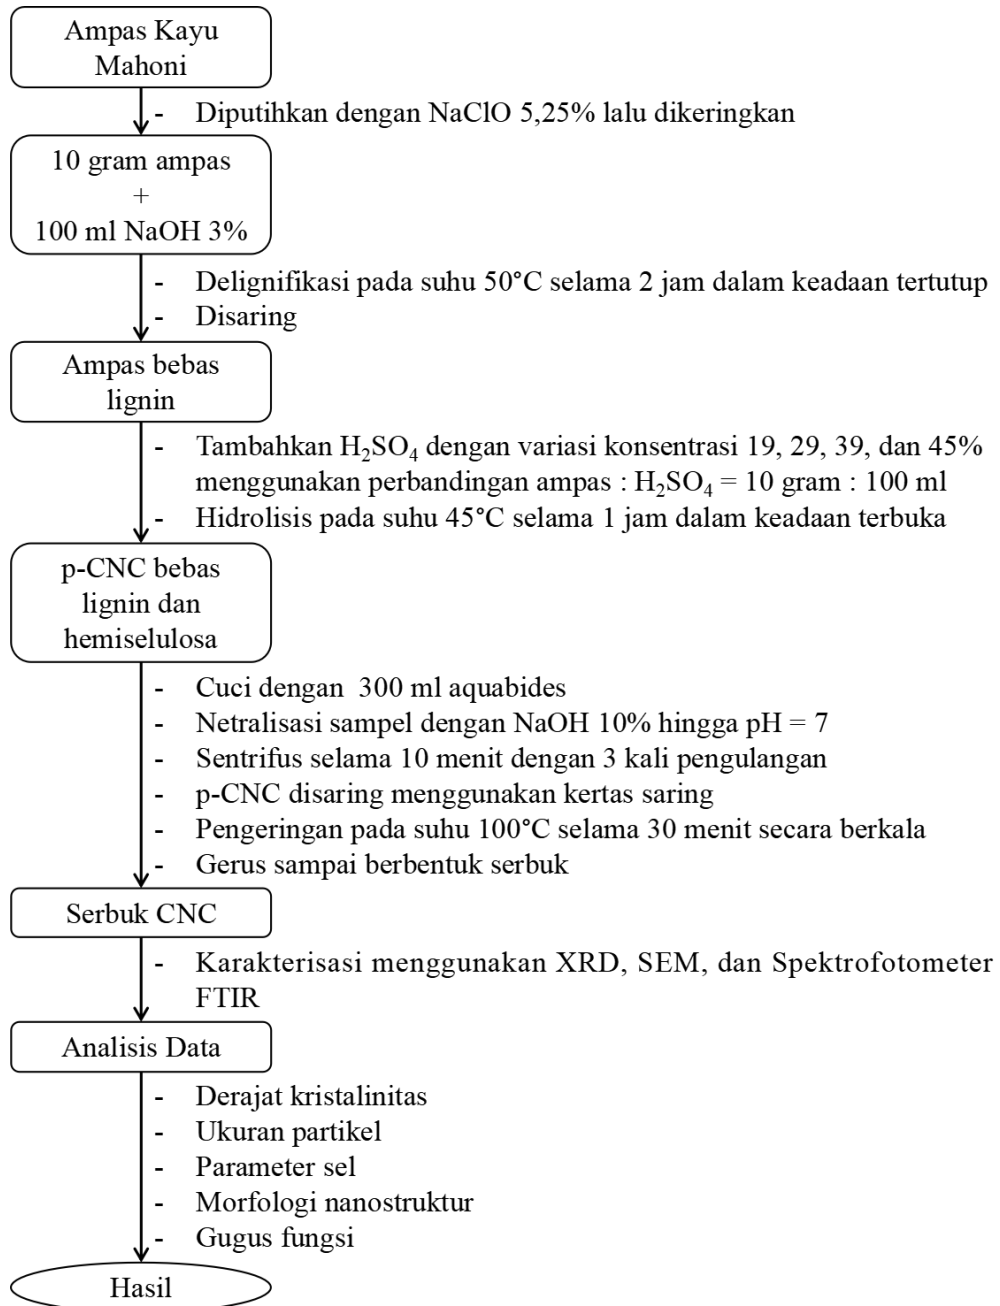 Ampas Kayu
Mahoni
- Diputihkan dengan NaClO 5,25% lalu dikeringkan
10 gram ampas
+
100 ml NaOH 3%
- Delignifikasi pada suhu 50°C selama 2 jam dalam keadaan tertutup
- Disaring
Ampas bebas
lignin
- Tambahkan H₂SO₄ dengan variasi konsentrasi 19, 29, 39, dan 45%
menggunakan perbandingan ampas : H₂SO₄ = 10 gram : 100 ml
- Hidrolisis pada suhu 45°C selama 1 jam dalam keadaan terbuka
p-CNC bebas
lignin dan
hemiselulosa
- Cuci dengan 300 ml aquabides
- Netralisasi sampel dengan NaOH 10% hingga pH = 7
- Sentrifus selama 10 menit dengan 3 kali pengulangan
- p-CNC disaring menggunakan kertas saring
- Pengeringan pada suhu 100°C selama 30 menit secara berkala
- Gerus sampai berbentuk serbuk
Serbuk CNC
- Karakterisasi menggunakan XRD, SEM, dan Spektrofotometer
FTIR
Analisis Data
- Derajat kristalinitas
- Ukuran partikel
- Parameter sel
- Morfologi nanostruktur
- Gugus fungsi
Hasil